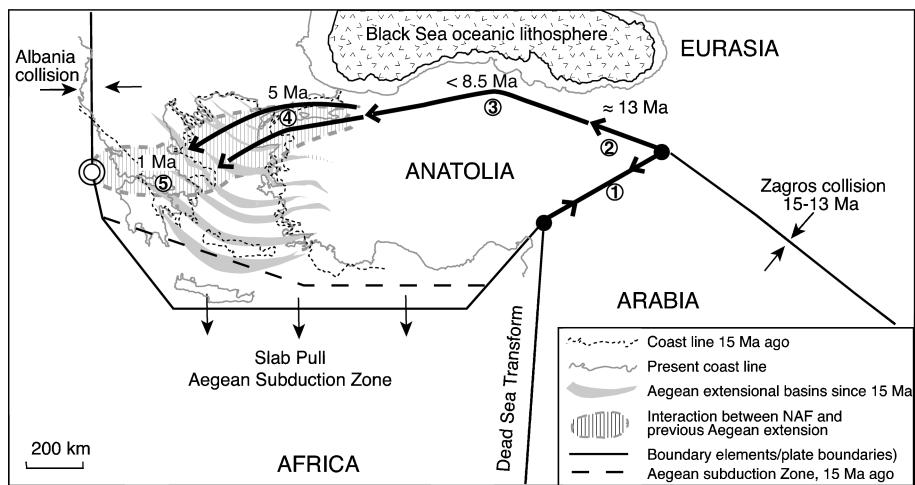 Black Sea oceanic lithosphere
EURASIA
Albania
collision
< 8.5 Ma
5 Ma
③
≈ 13 Ma
④
②
ANATOLIA
1 Ma
⑤
①
Zagros collision
15-13 Ma
ARABIA
Dead Sea Transform
Slab Pull
Aegean Subduction Zone
AFRICA
200 km
Coast line 15 Ma ago
Present coast line
Aegean extensional basins since 15 Ma
Interaction between NAF and
previous Aegean extension
Boundary elements/plate boundaries)
Aegean subduction Zone, 15 Ma ago